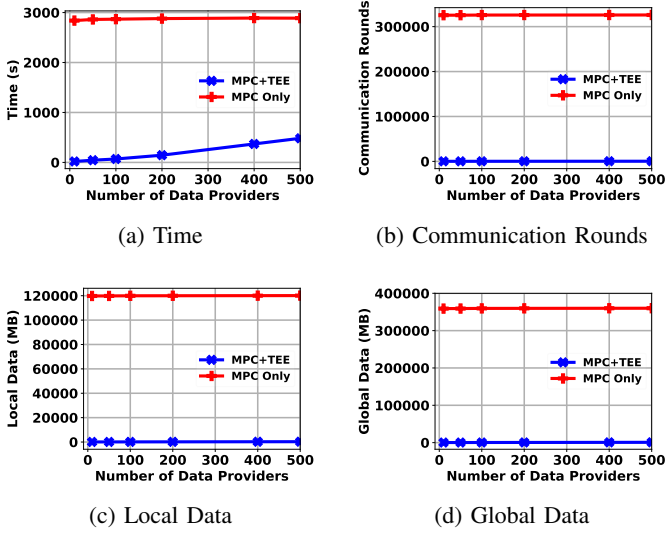 3000
2000
1000
0
Time (s)
MPC+TEE
MPC Only
0 100 200 300 400 500
Number of Data Providers
(a) Time
300000
200000
100000
0
Communication Rounds
MPC+TEE
MPC Only
0 100 200 300 400 500
Number of Data Providers
(b) Communication Rounds
120000
100000
80000
60000
40000
20000
0
Local Data (MB)
MPC+TEE
MPC Only
0 100 200 300 400 500
Number of Data Providers
(c) Local Data
400000
300000
200000
100000
0
Global Data (MB)
MPC+TEE
MPC Only
0 100 200 300 400 500
Number of Data Providers
(d) Global Data